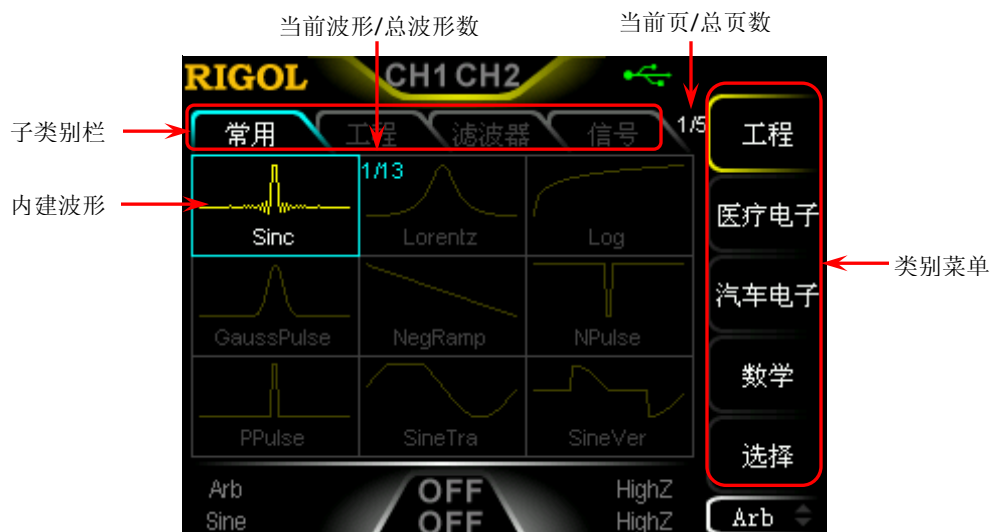 当前波形/总波形数
当前页/总页数
RIGOL
CH1 CH2
子类别栏
常用
工程
滤波器
信号
1/5
工程
内建波形
1/13
Sinc
Lorentz
Log
医疗电子
类别菜单
GaussPulse
NegRamp
NPulse
汽车电子
PPulse
SineTra
SineVer
数学
选择
Arb
OFF
HighZ
Sine
OFF
HighZ
Arb